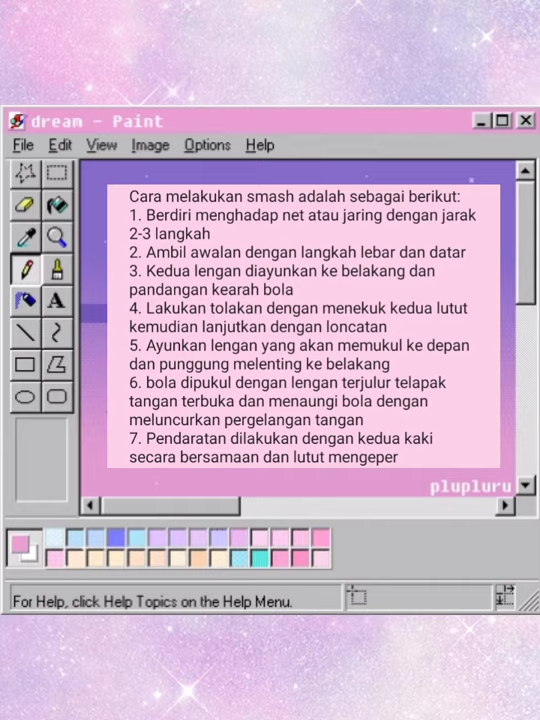 dream - Paint
File Edit View Image Options Help
A
Cara melakukan smash adalah sebagai berikut:
1. Berdiri menghadap net atau jaring dengan jarak
2-3 langkah
2. Ambil awalan dengan langkah lebar dan datar
3. Kedua lengan diayunkan ke belakang dan
pandangan kearah bola
4. Lakukan tolakan dengan menekuk kedua lutut
kemudian lanjutkan dengan loncatan
5. Ayunkan lengan yang akan memukul ke depan
dan punggung melenting ke belakang
6. bola dipukul dengan lengan terjulur telapak
tangan terbuka dan menaungi bola dengan
meluncurkan pergelangan tangan
7. Pendaratan dilakukan dengan kedua kaki
secara bersamaan dan lutut mengeper
plupluru
For Help, click Help Topics on the Help Menu.